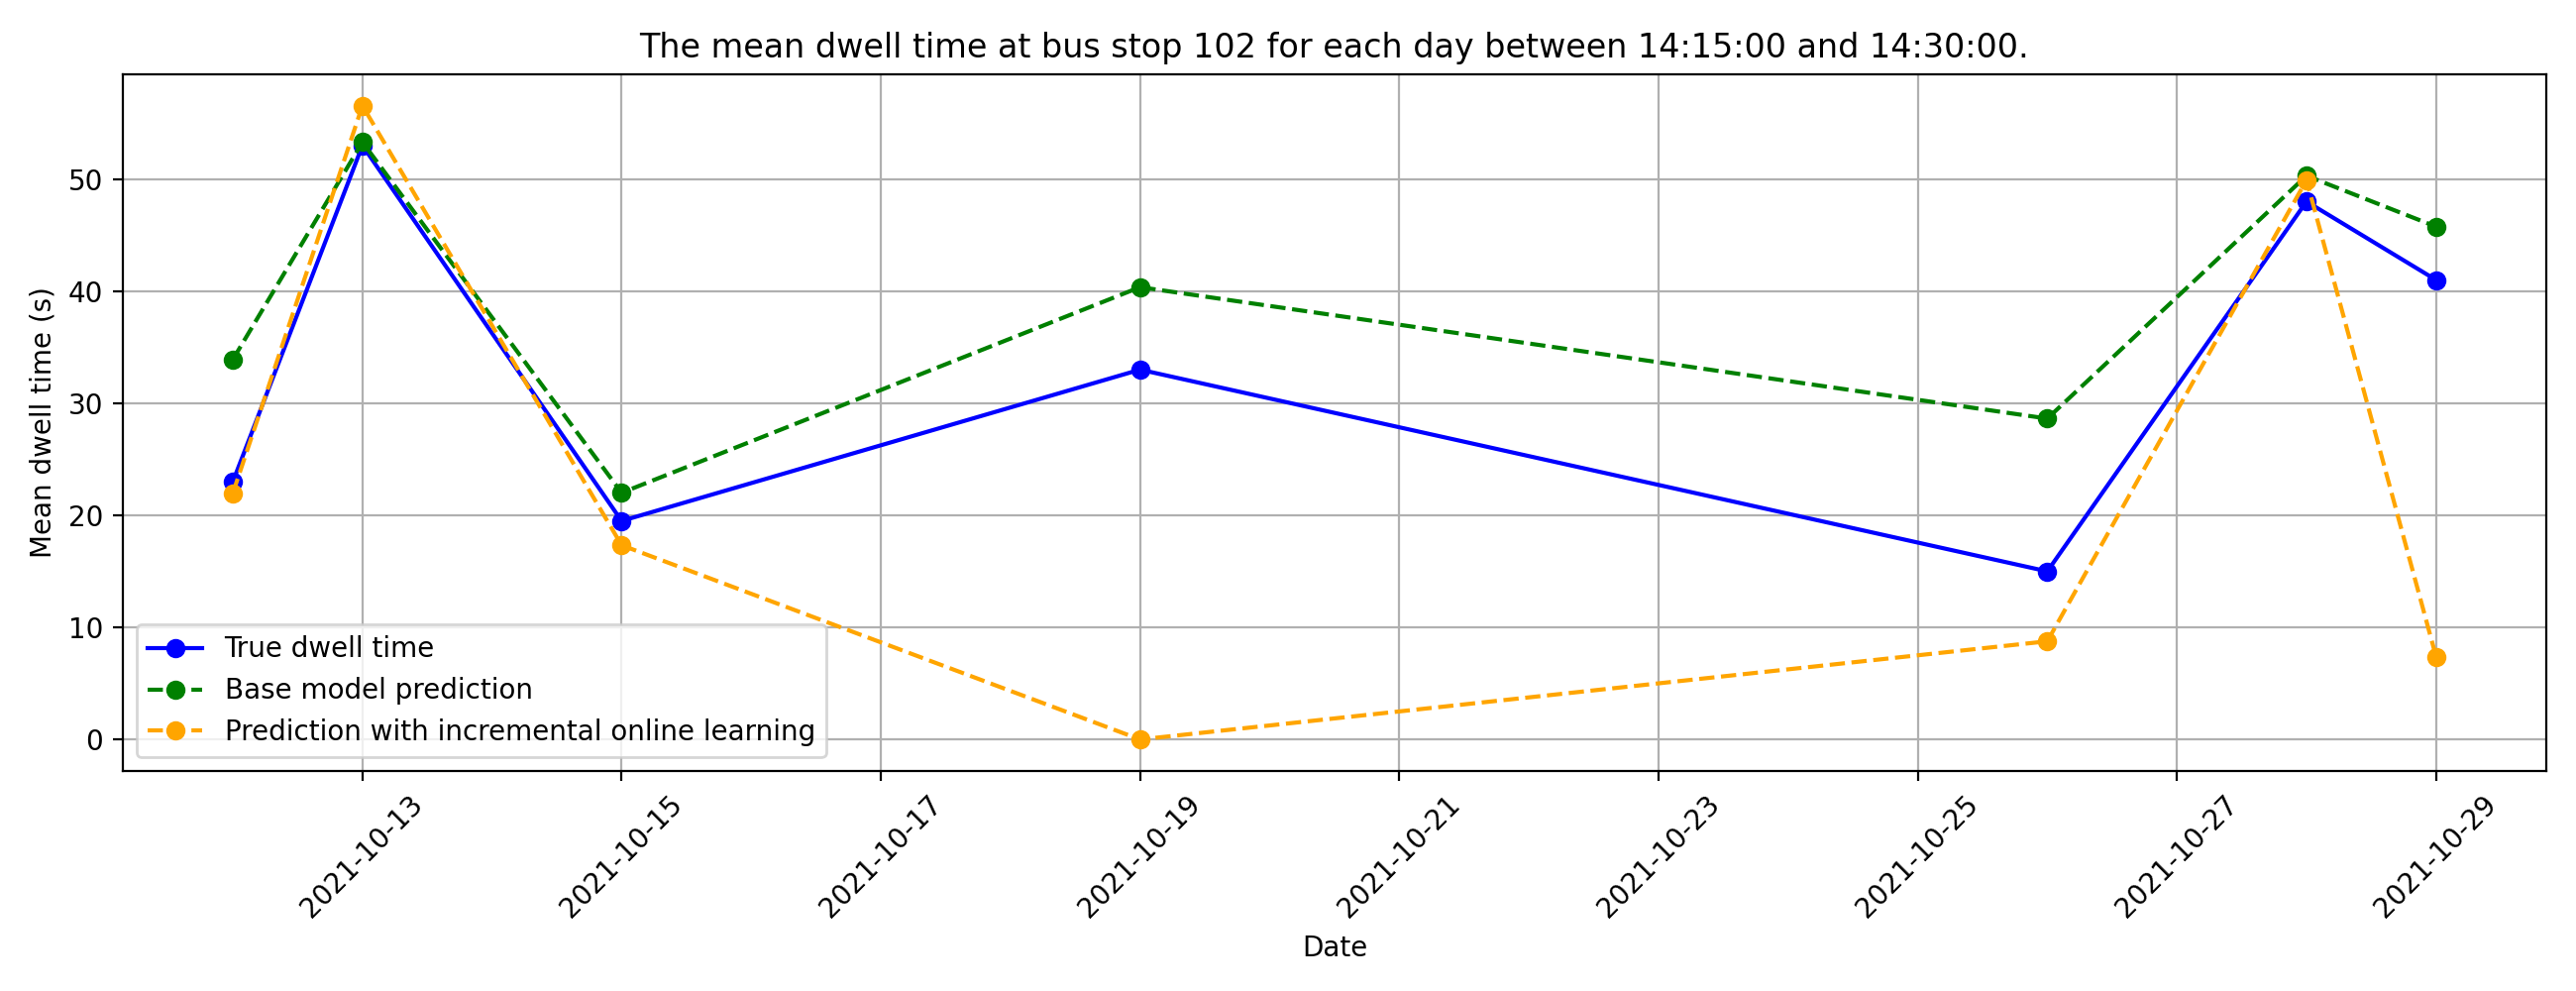 The mean dwell time at bus stop 102 for each day between 14:15:00 and 14:30:00.
Mean dwell time (s)
50
40
30
20
10
0
True dwell time
Base model prediction
Prediction with incremental online learning
2021-10-13
2021-10-15
2021-10-17
2021-10-19
2021-10-21
2021-10-23
2021-10-25
2021-10-27
2021-10-29
Date